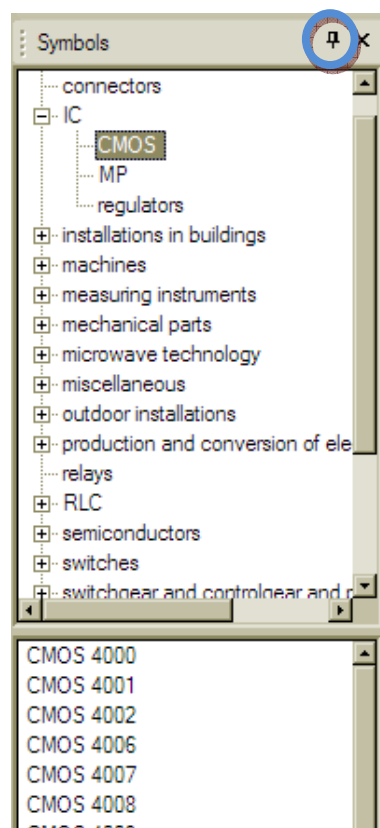 Symbols
connectors
IC
CMOS
MP
regulators
installations in buildings
machines
measuring instruments
mechanical parts
microwave technology
miscellaneous
outdoor installations
production and conversion of ele
relays
RLC
semiconductors
switches
switchgear and controlgear and
CMOS 4000
CMOS 4001
CMOS 4002
CMOS 4006
CMOS 4007
CMOS 4008